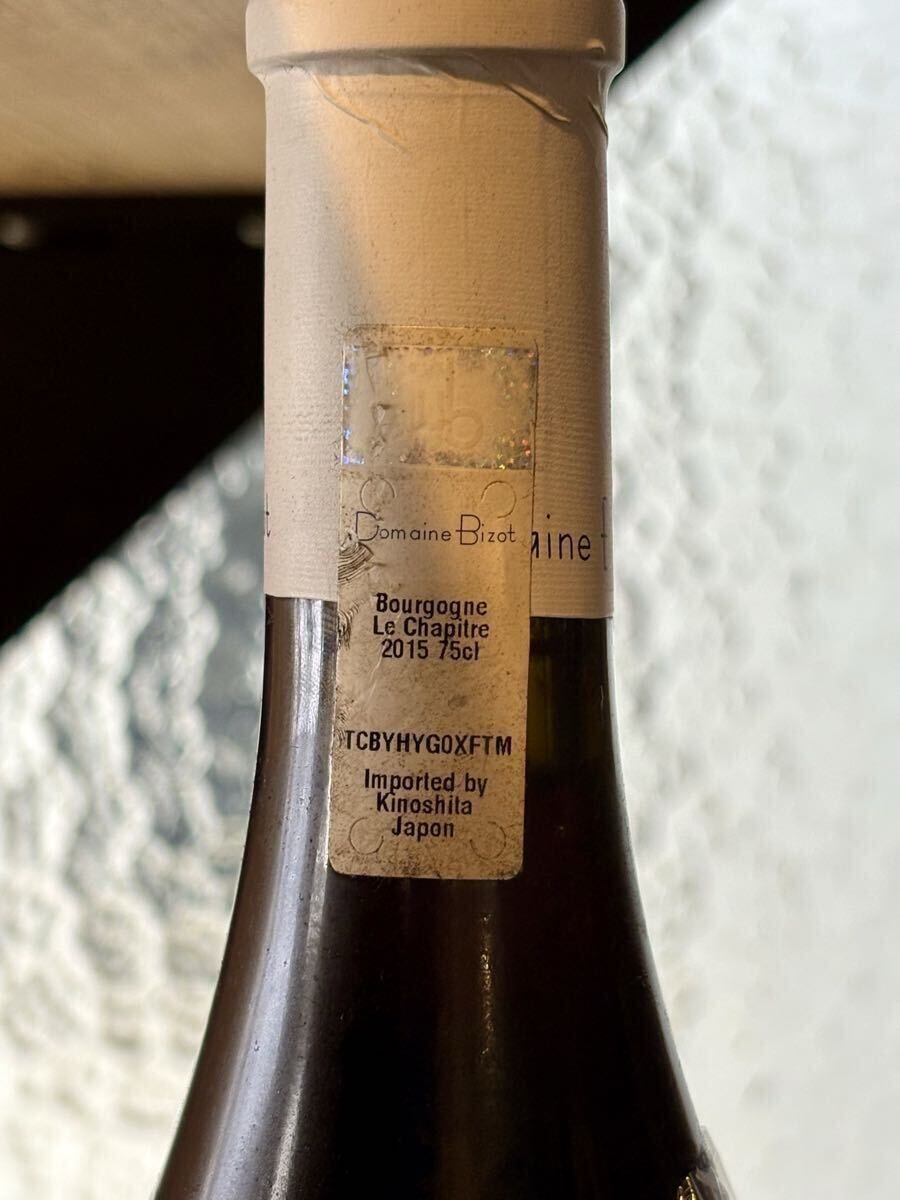 b
Domaine Bizot
Bourgogne
Le Chapitre
2015 75cl
TCBYHYG0XFTM
Imported by
Kinoshita
Japon